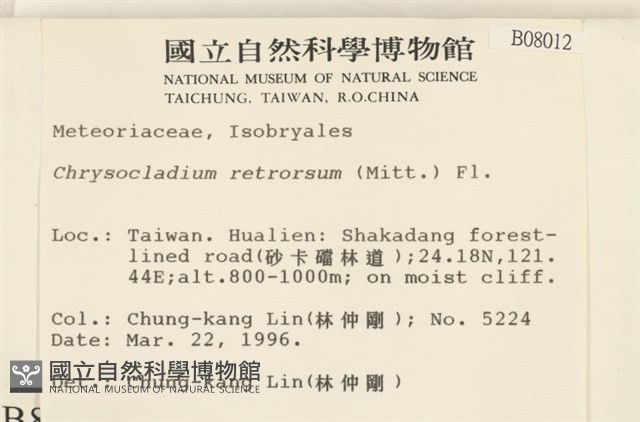 國立自然科學博物館
B08012
NATIONAL MUSEUM OF NATURAL SCIENCE
TAICHUNG, TAIWAN, R.O.CHINA
Meteoriaceae, Isobryales
Chrysocladium retrorsum (Mitt.) Fl.
Loc.: Taiwan. Hualien: Shakadang forest-
lined road(砂卡礑林道);24.18N,121.
44E;alt.800-1000m; on moist cliff.
Col.: Chung-kang Lin(林仲剛); No. 5224
Date: Mar. 22, 1996.
Det.: Chung-kang Lin(林仲剛)
國立自然科學博物館
NATIONAL MUSEUM OF NATURAL SCIENCE